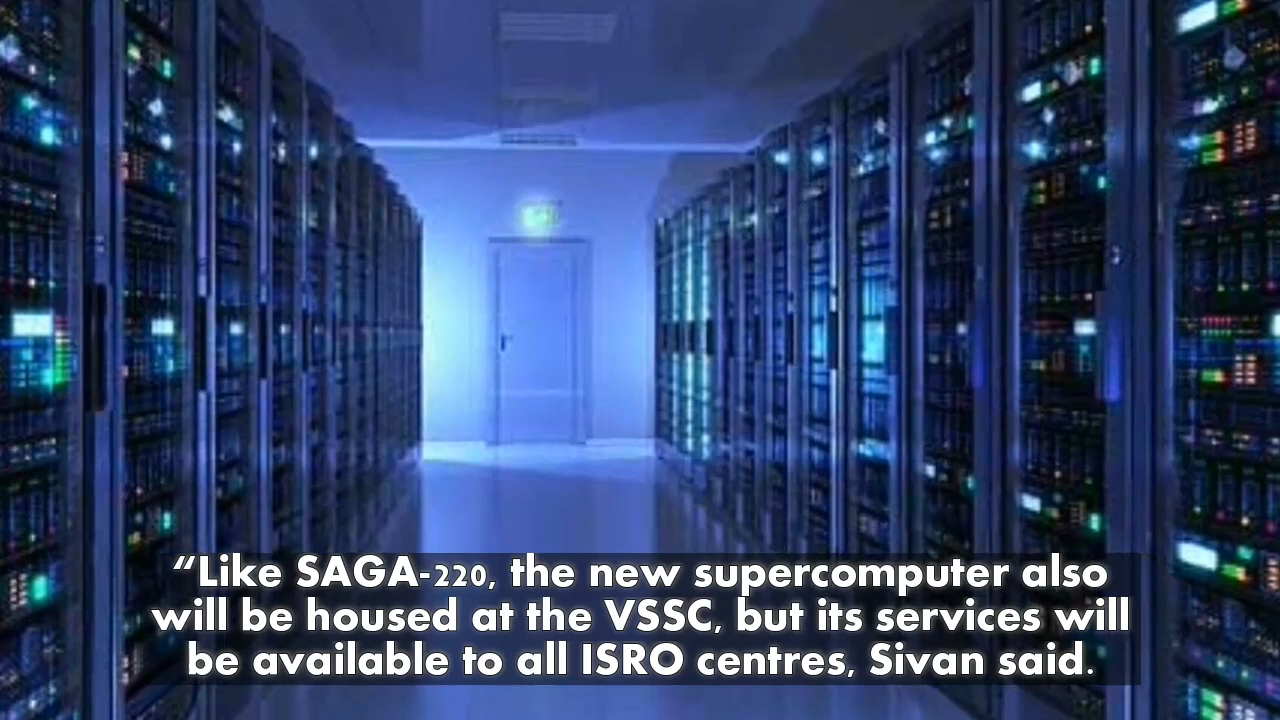 “Like SAGA-220, the new supercomputer also
will be housed at the VSSC, but its services will
be available to all ISRO centres, Sivan said.